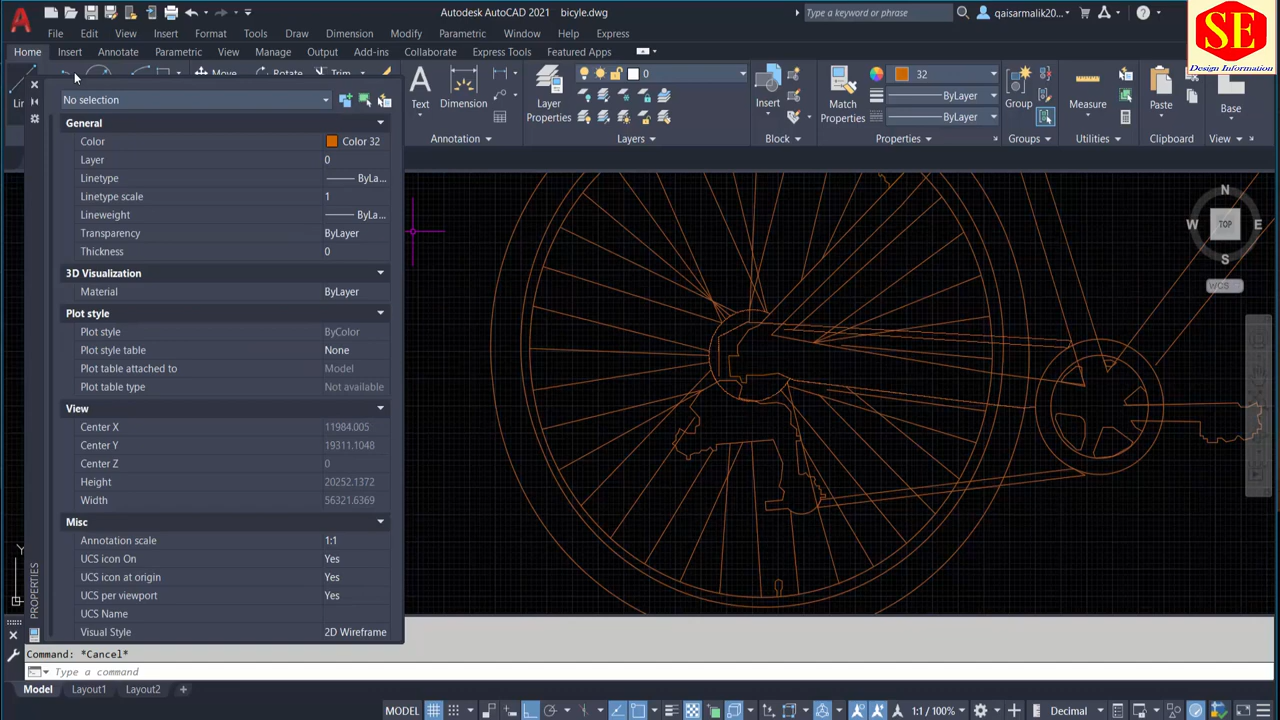 Autodesk AutoCAD 2021 bicyle.dwg
Type a keyword or phrase
qaisarmalik20...
SE
Design Information
File Edit View Insert Format Tools Draw Dimension Modify Parametric Window Help Express
Home Insert Annotate Parametric View Manage Output Add-ins Collaborate Express Tools Featured Apps
Move Rotate Trim
Text Dimension Layer Properties 0 Insert Match Properties 32 ByLayer ByLayer Group Measure Paste Base
Annotation Layers Block Properties Groups Utilities Clipboard View
No selection
General
Color Color 32
Layer 0
Linetype ByLa...
Linetype scale 1
Lineweight ByLa...
Transparency ByLayer
Thickness 0
3D Visualization
Material ByLayer
Plot style
Plot style ByColor
Plot style table None
Plot table attached to Model
Plot table type Not available
View
Center X 11984.005
Center Y 19311.1048
Center Z 0
Height 20252.1372
Width 56321.6369
Misc
Annotation scale 1:1
UCS icon On Yes
UCS icon at origin Yes
UCS per viewport Yes
UCS Name
Visual Style 2D Wireframe
PROPERTIES
N
W TOP E
S
WCS
Y
Command: *Cancel*
Type a command
Model Layout1 Layout2 +
MODEL 1:1 / 100% Decimal